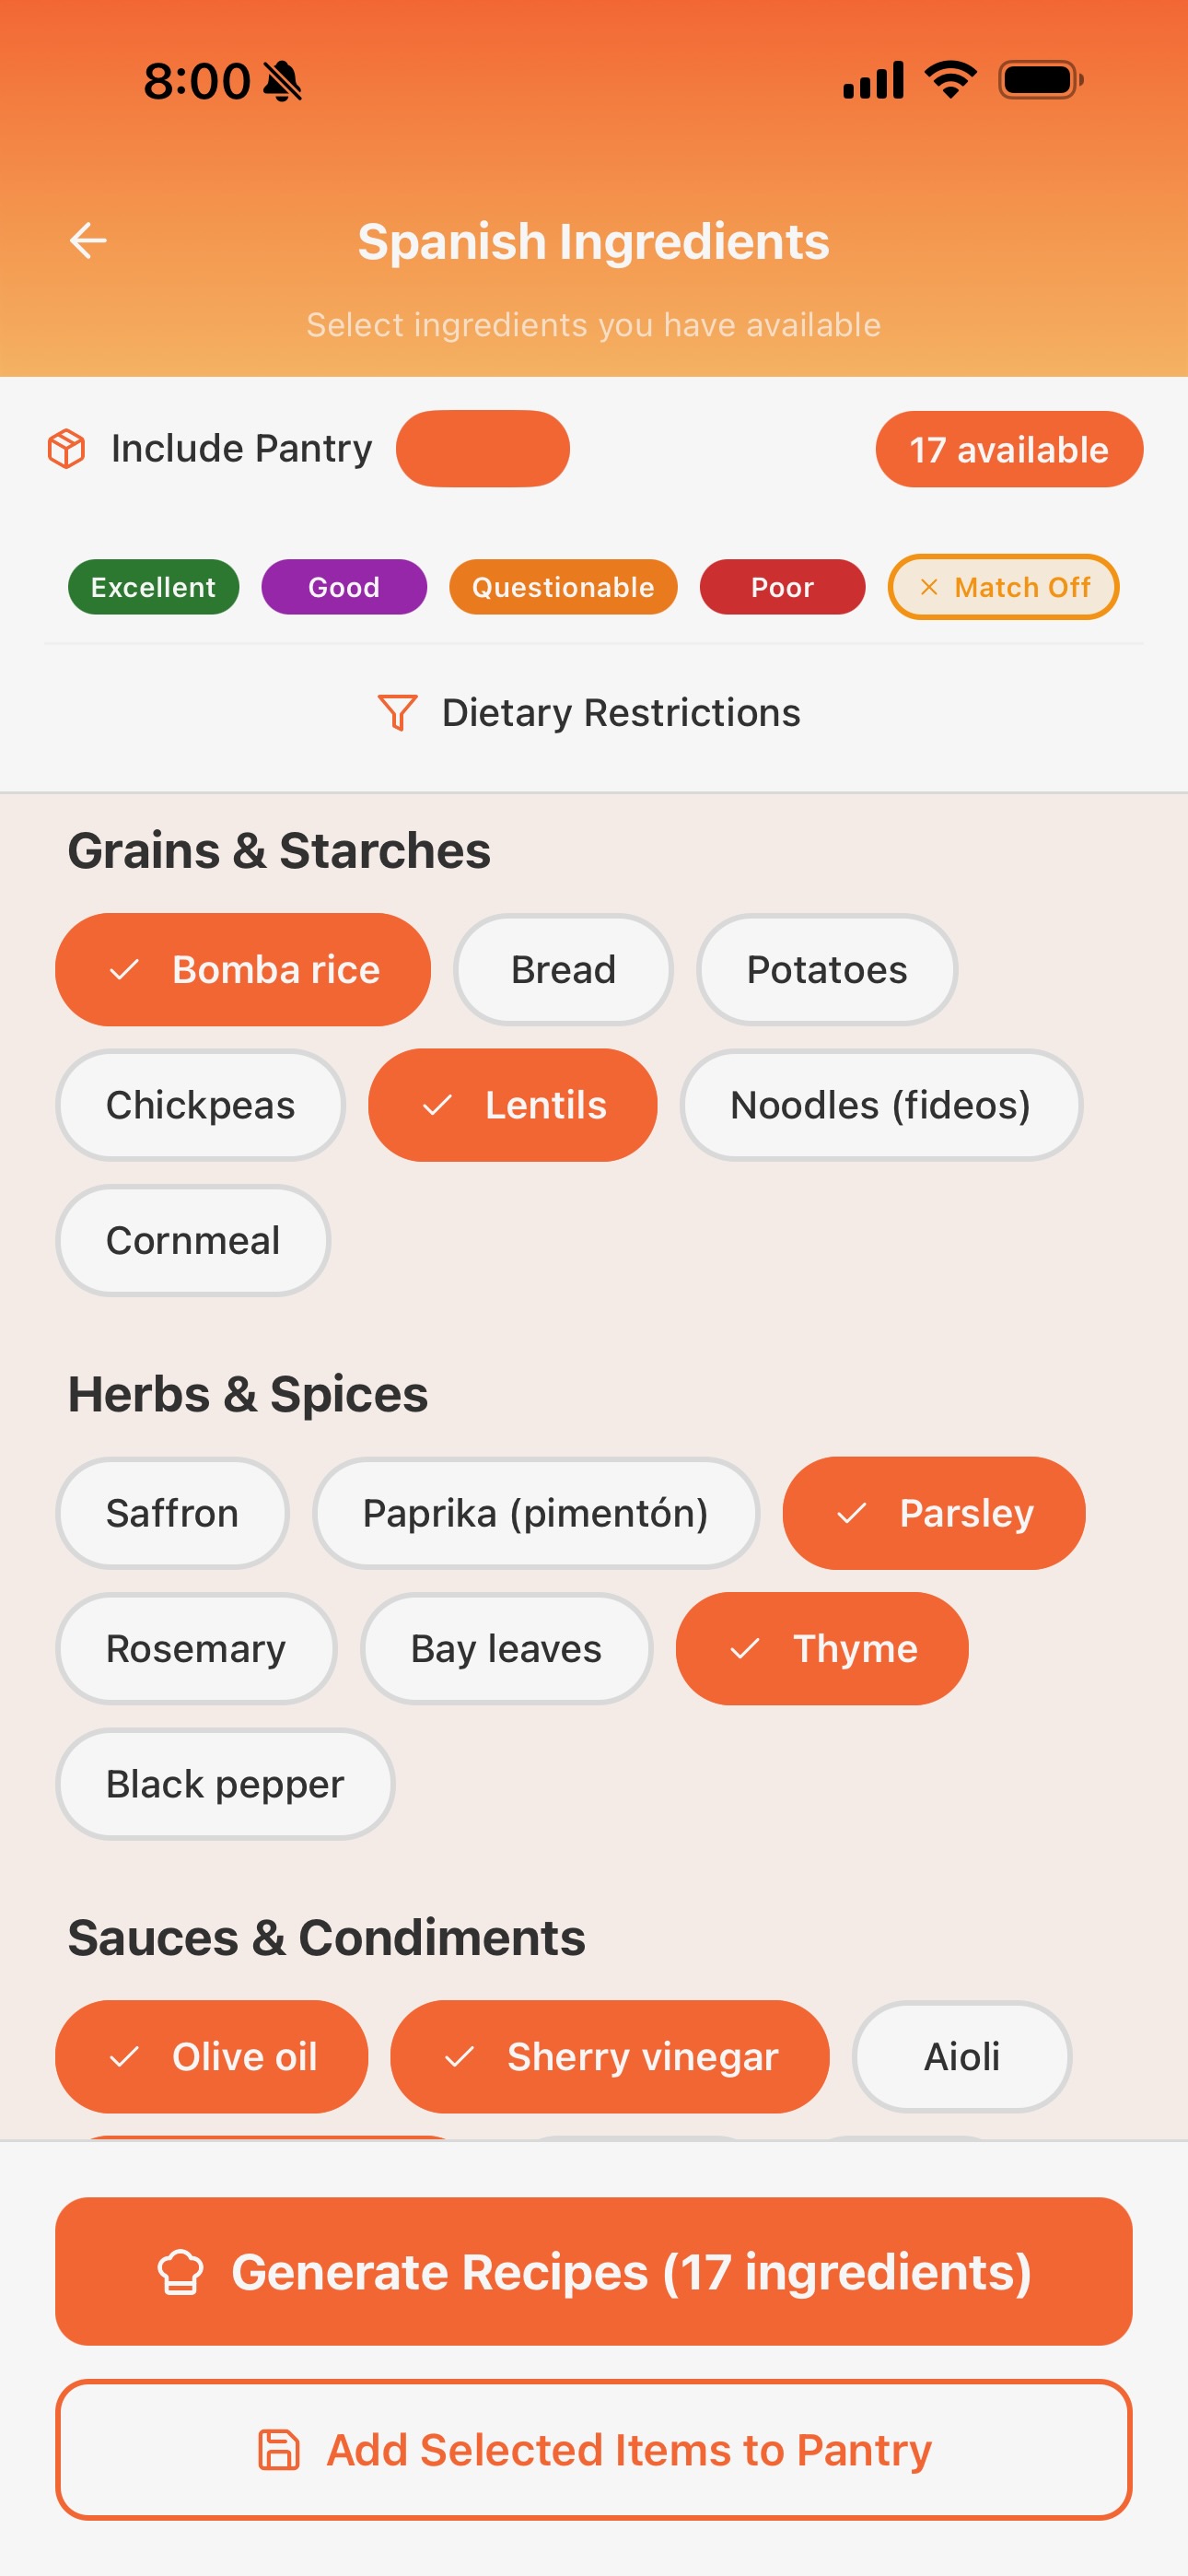 8:00
Spanish Ingredients
Select ingredients you have available
Include Pantry
17 available
Excellent Good Questionable Poor Match Off
Dietary Restrictions
Grains & Starches
Bomba rice Bread Potatoes
Chickpeas Lentils Noodles (fideos)
Cornmeal
Herbs & Spices
Saffron Paprika (pimentón) Parsley
Rosemary Bay leaves Thyme
Black pepper
Sauces & Condiments
Olive oil Sherry vinegar Aioli
Generate Recipes (17 ingredients)
Add Selected Items to Pantry